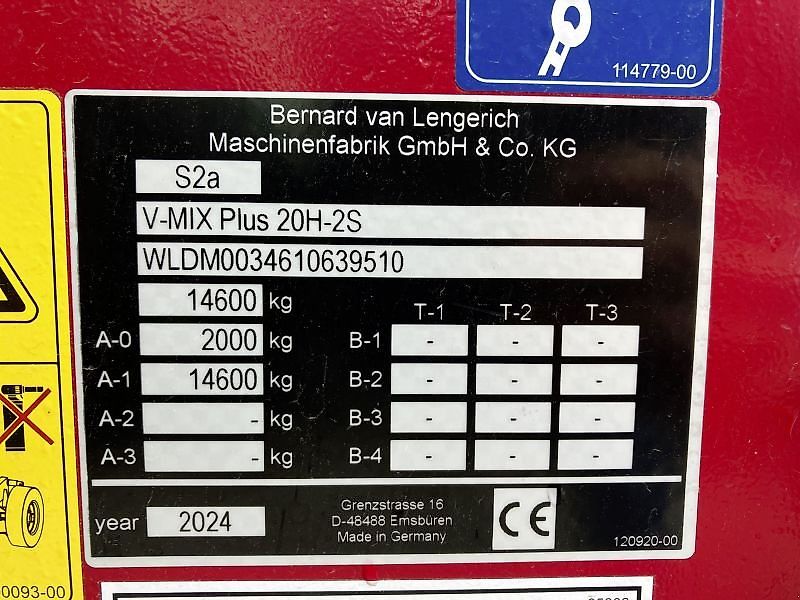 114779-00
Bernard van Lengerich
Maschinenfabrik GmbH & Co. KG
S2a
V-MIX Plus 20H-2S
WLDM0034610639510
14600 kg
T-1 T-2 T-3
A-0 2000 kg B-1 - - -
A-1 14600 kg B-2 - - -
A-2 - kg B-3 - - -
A-3 - kg B-4 - - -
year 2024
Grenzstrasse 16
D-48488 Emsbüren
Made in Germany
CE
120920-00
0093-00